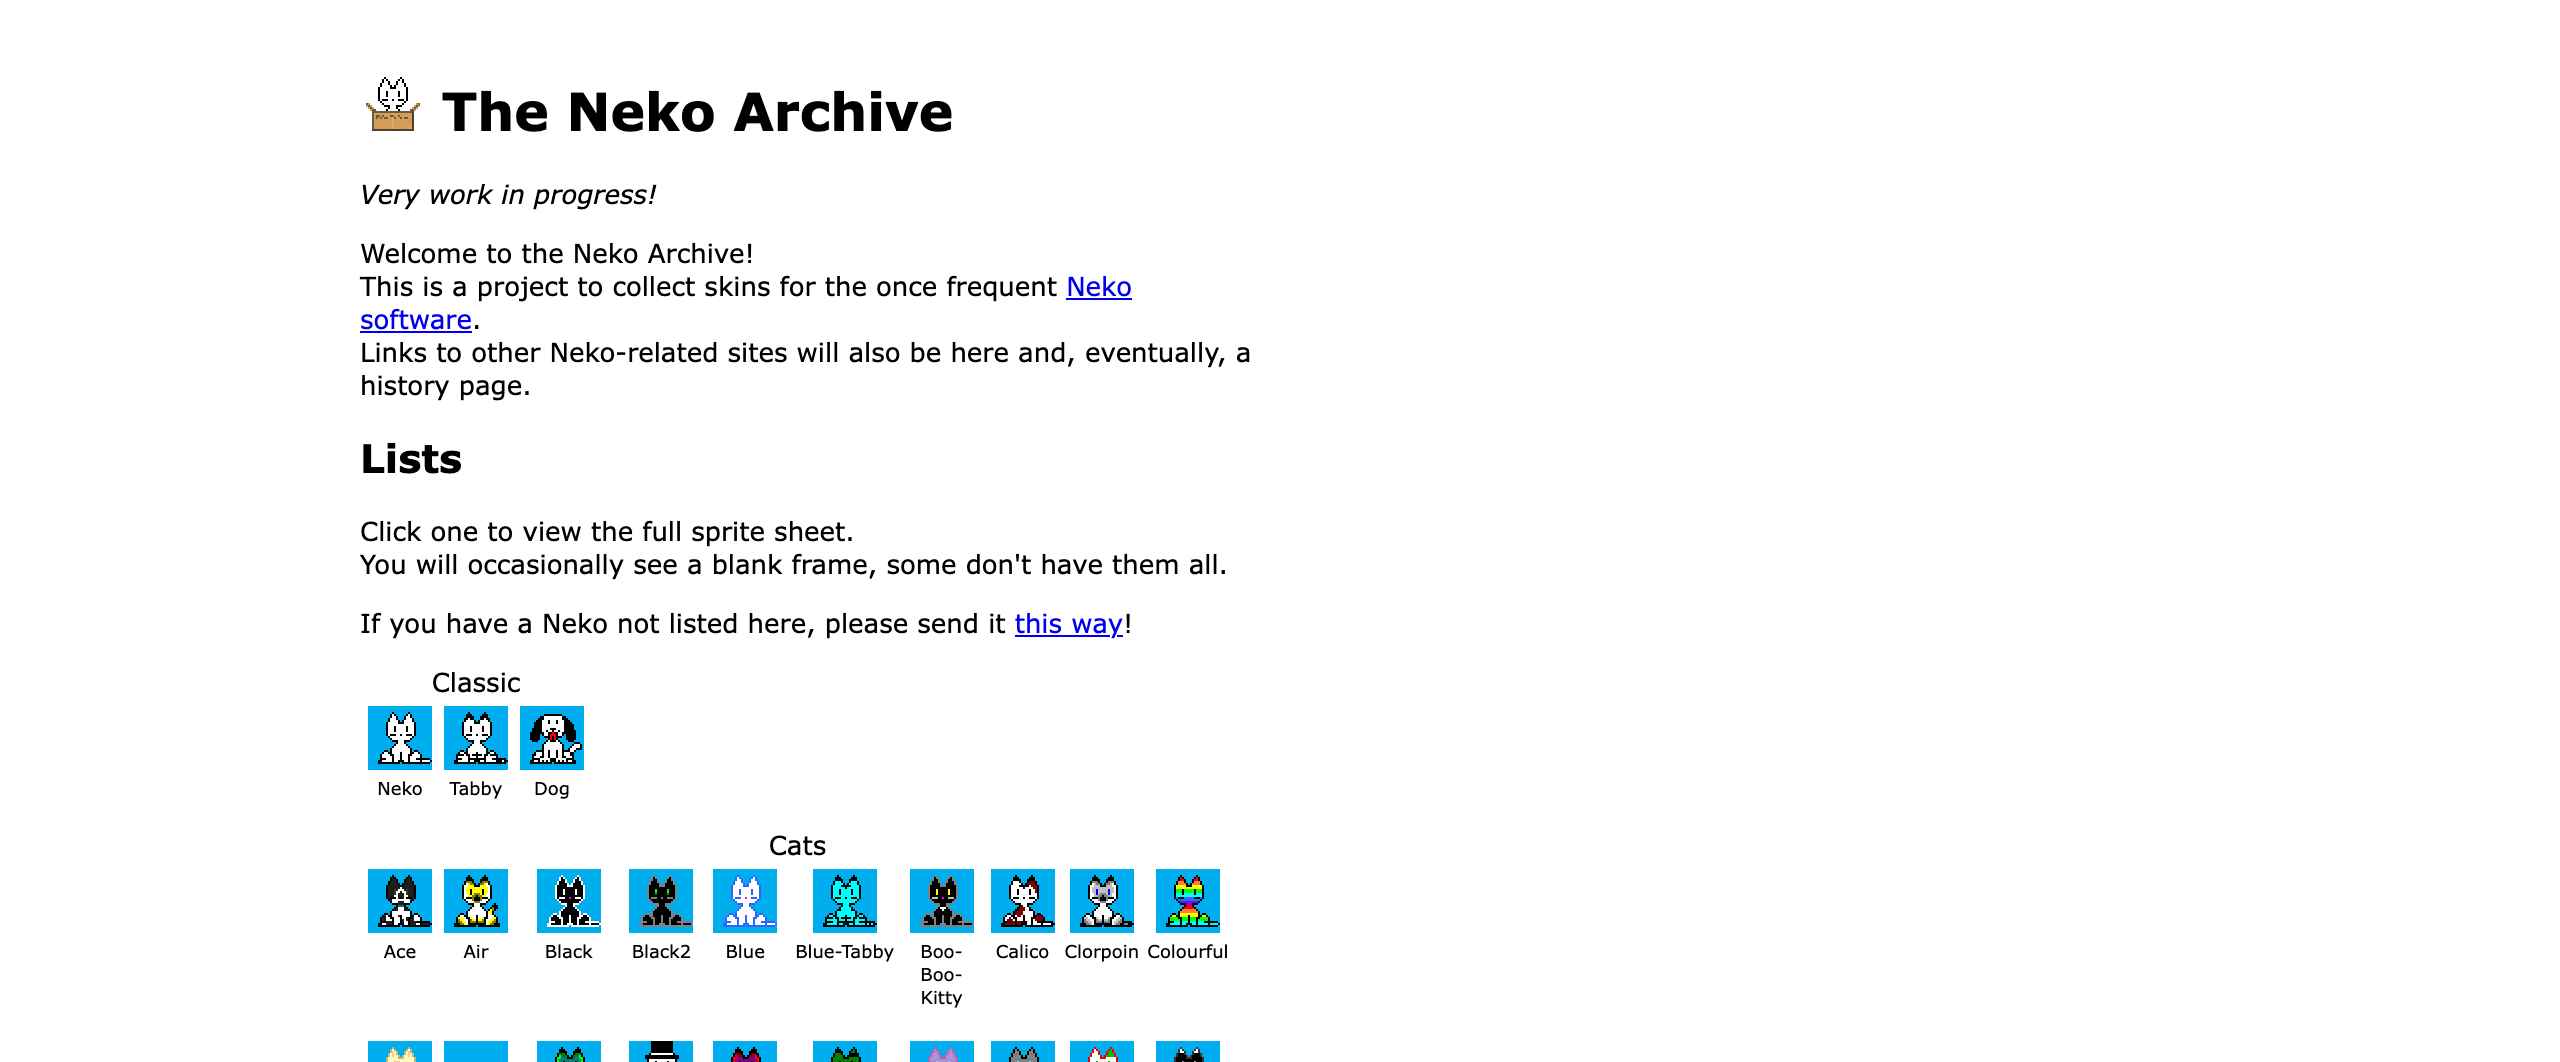 The Neko Archive
Very work in progress!
Welcome to the Neko Archive!
This is a project to collect skins for the once frequent Neko
software.
Links to other Neko-related sites will also be here and, eventually, a
history page.
Lists
Click one to view the full sprite sheet.
You will occasionally see a blank frame, some don't have them all.
If you have a Neko not listed here, please send it this way!
Classic
Neko Tabby Dog
Cats
Ace Air Black Black2 Blue Blue-Tabby Boo- Calico Clorpoin Colourful
Boo-
Kitty